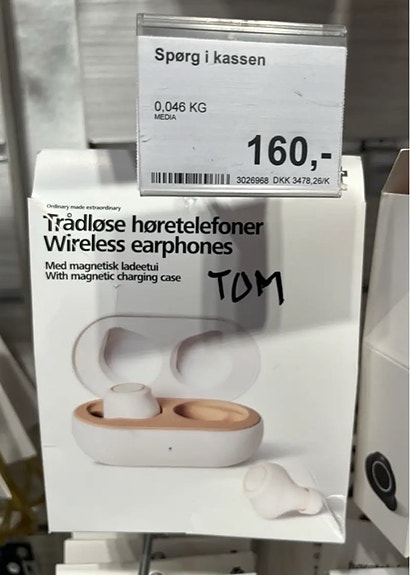 Spørg i kassen
0,046 KG
MEDIA
160,-
3026968 DKK 3478,26/K
Ordinary made extraordinary
Trådløse høretelefoner
Wireless earphones
Med magnetisk ladeetui
With magnetic charging case
TOM